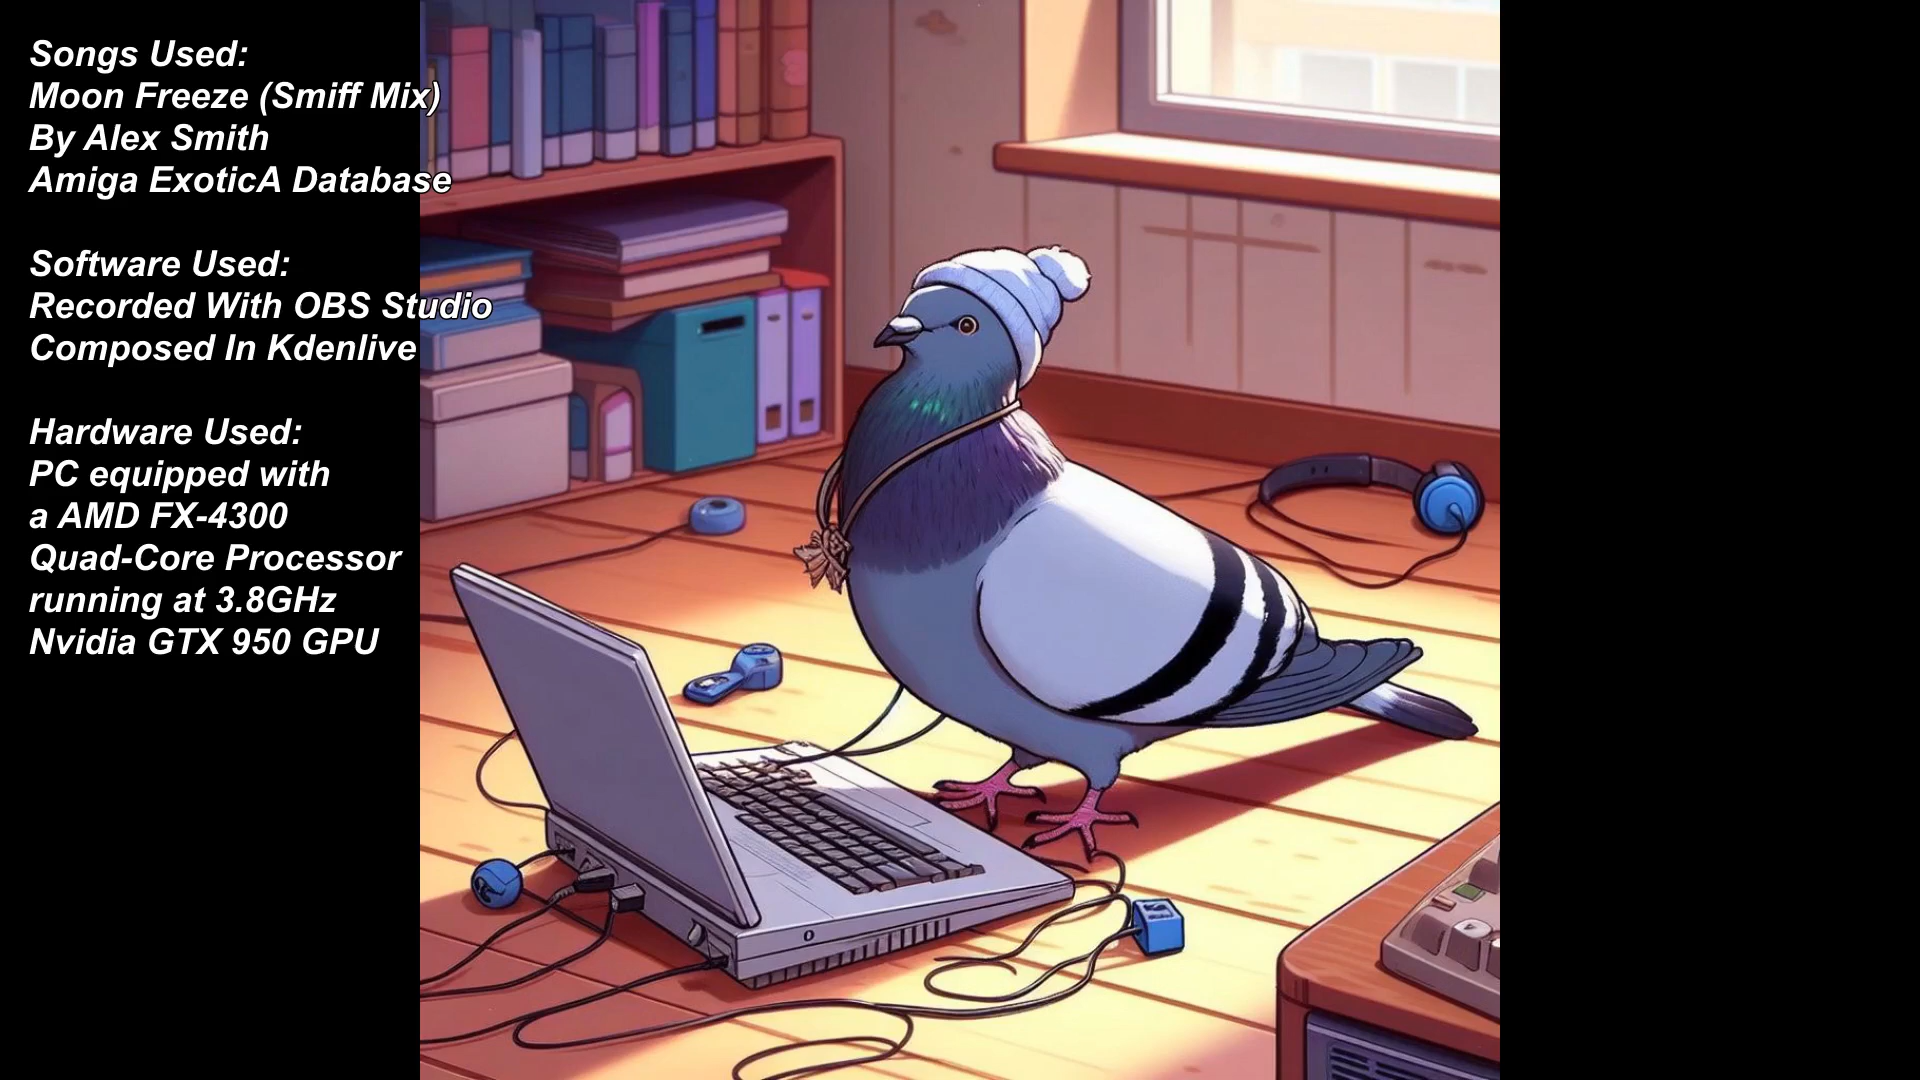 Songs Used:
Moon Freeze (Smiff Mix)
By Alex Smith
Amiga ExoticA Database
Software Used:
Recorded With OBS Studio
Composed In Kdenlive
Hardware Used:
PC equipped with
a AMD FX-4300
Quad-Core Processor
running at 3.8GHz
Nvidia GTX 950 GPU